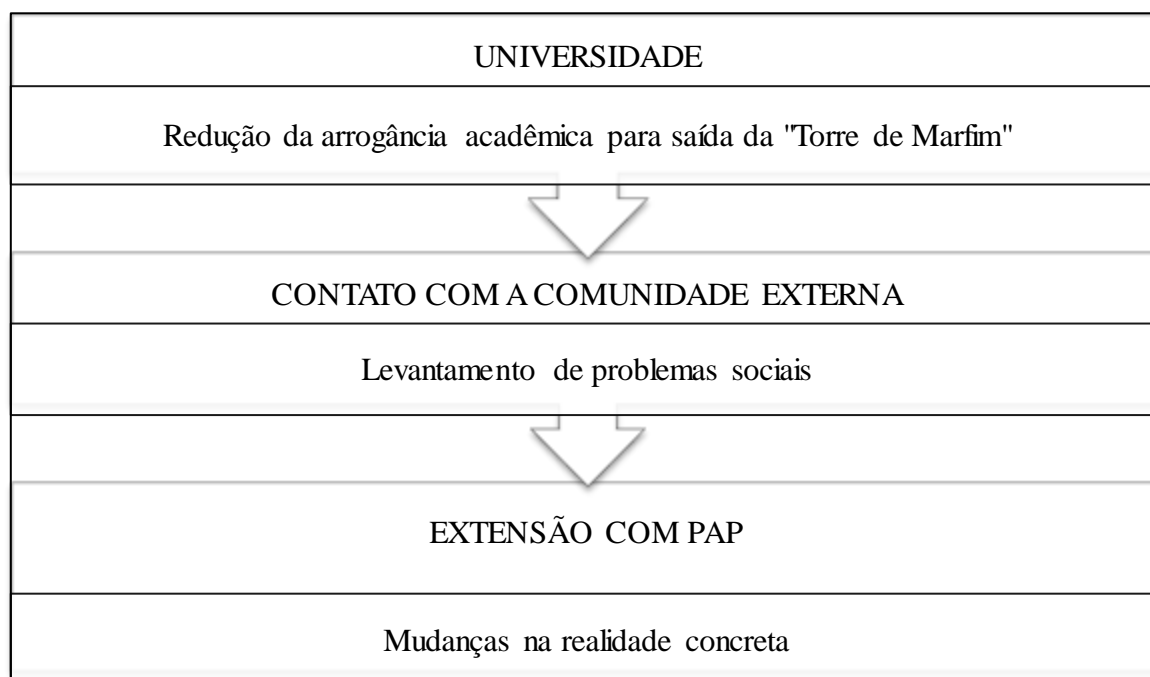 UNIVERSIDADE
Redução da arrogância acadêmica para saída da "Torre de Marfim"
CONTATO COM A COMUNIDADE EXTERNA
Levantamento de problemas sociais
EXTENSÃO COM PAP
Mudanças na realidade concreta